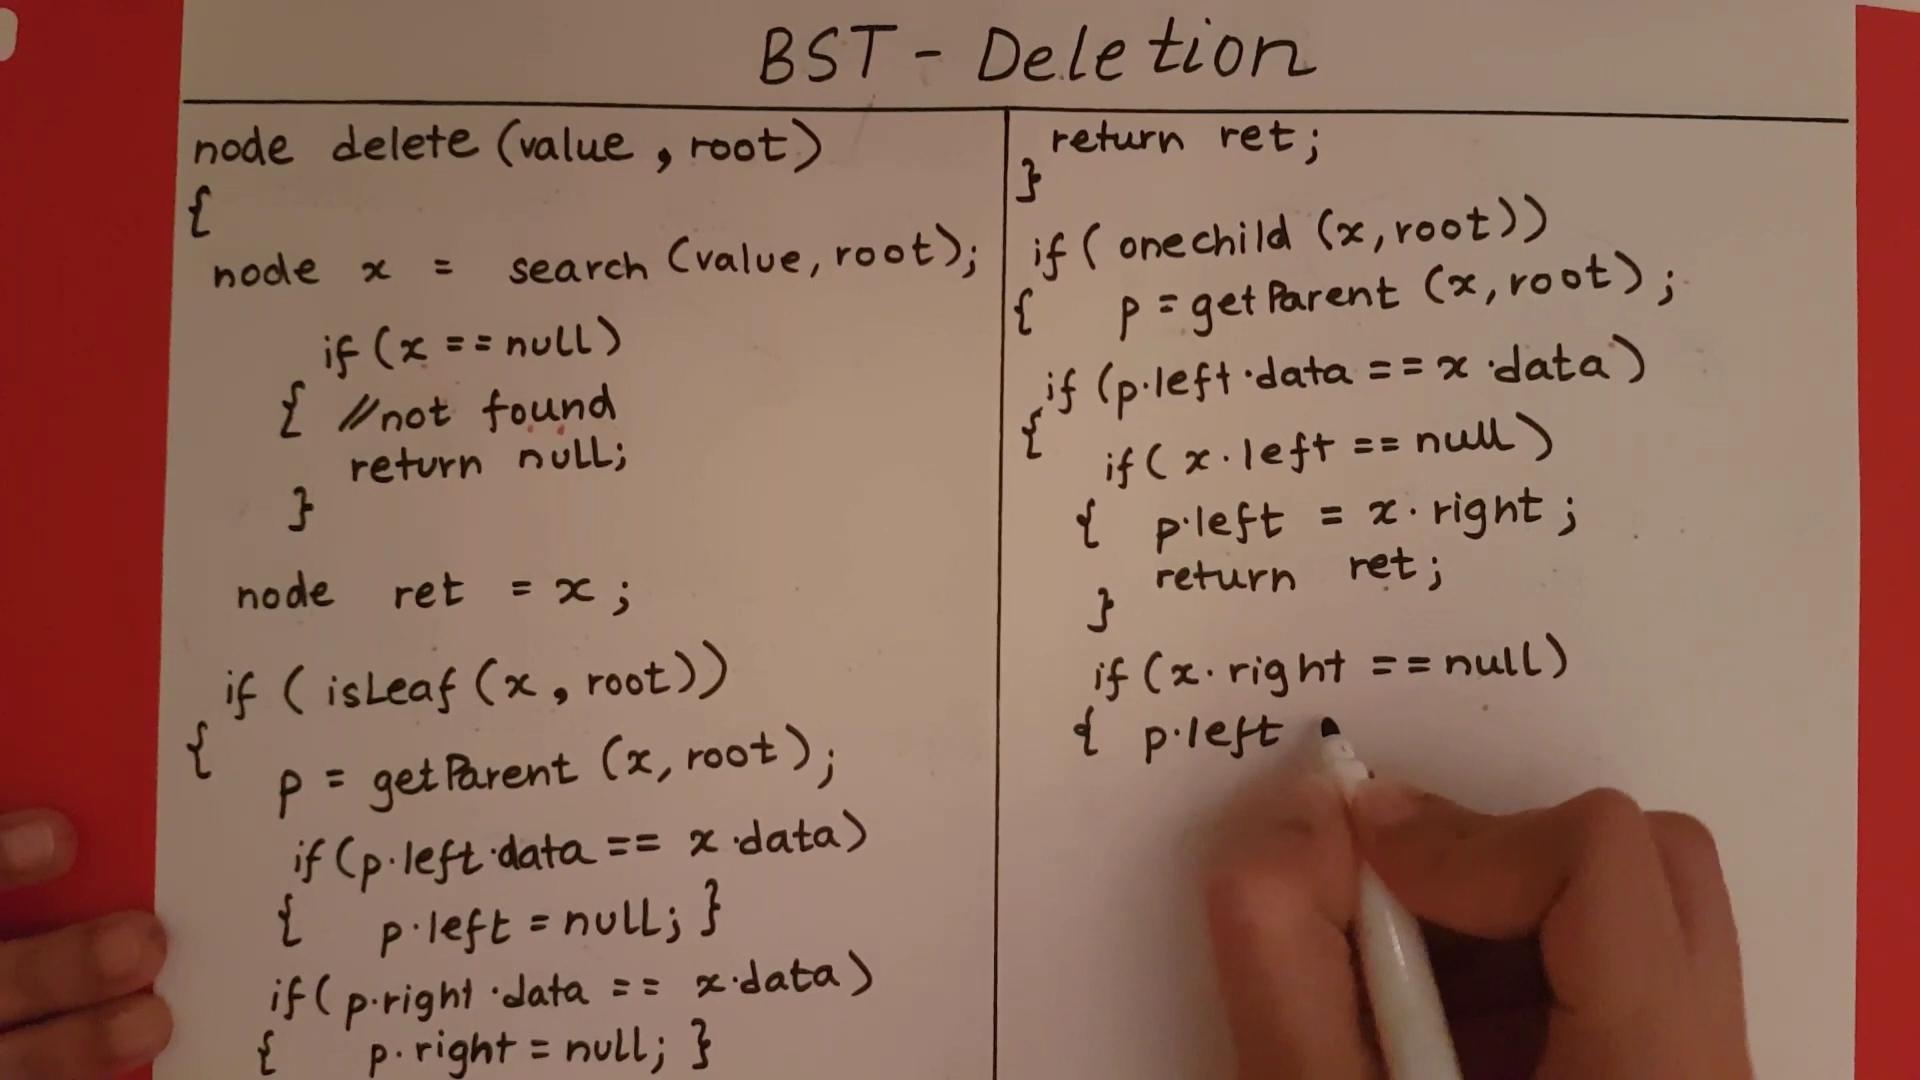 BST - Deletion
node delete (value , root)
{
node x = search (value, root);
if (x == null)
{ //not found
return null;
}
node ret = x ;
if ( isLeaf (x , root))
{
p = getParent (x, root);
if (p.left.data == x.data)
{ p.left = null; }
if( p.right.data == x.data)
{ p.right = null; }
return ret;
}
if ( onechild (x, root))
{ p = getParent (x, root);
if (p.left.data == x.data)
{
if( x.left == null)
{ p.left = x.right ;
return ret;
}
if (x.right == null)
{ p.left